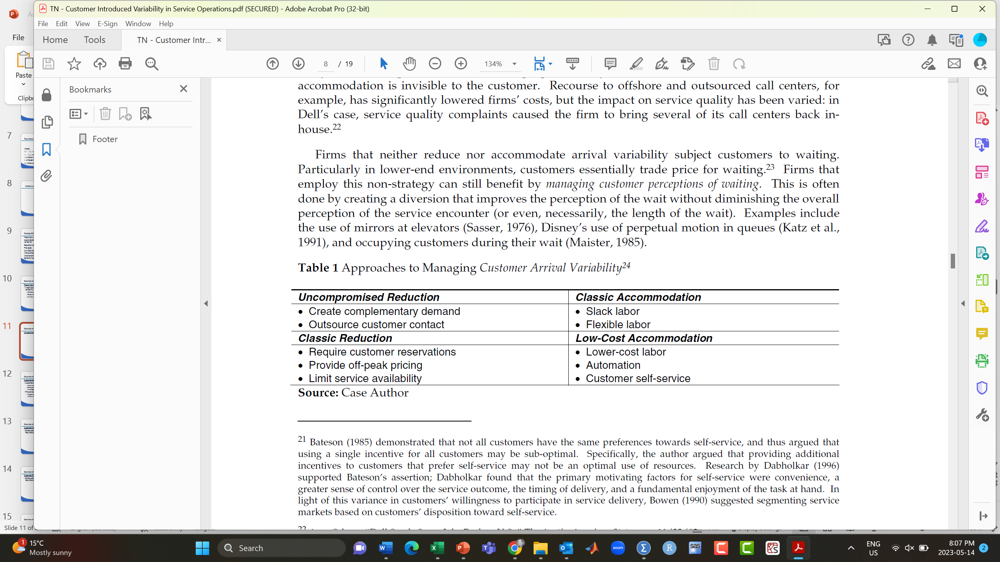 TN - Customer Introduced Variability in Service Operations.pdf (SECURED) - Adobe Acrobat Pro (32-bit)
File Edit View E-Sign Window Help
File
Home Tools TN - Customer Intr...
8 / 19 134%
Paste
Bookmarks
Footer
accommodation is invisible to the customer. Recourse to offshore and outsourced call centers, for
example, has significantly lowered firms' costs, but the impact on service quality has been varied: in
Dell's case, service quality complaints caused the firm to bring several of its call centers back in-
house.22
Firms that neither reduce nor accommodate arrival variability subject customers to waiting.
Particularly in lower-end environments, customers essentially trade price for waiting.23 Firms that
employ this non-strategy can still benefit by managing customer perceptions of waiting. This is often
done by creating a diversion that improves the perception of the wait without diminishing the overall
perception of the service encounter (or even, necessarily, the length of the wait). Examples include
the use of mirrors at elevators (Sasser, 1976), Disney's use of perpetual motion in queues (Katz et al.,
1991), and occupying customers during their wait (Maister, 1985).
Table 1 Approaches to Managing Customer Arrival Variability24
Uncompromised Reduction Classic Accommodation
• Create complementary demand • Slack labor
• Outsource customer contact • Flexible labor
Classic Reduction Low-Cost Accommodation
• Require customer reservations • Lower-cost labor
• Provide off-peak pricing • Automation
• Limit service availability • Customer self-service
Source: Case Author
21 Bateson (1985) demonstrated that not all customers have the same preferences towards self-service, and thus argued that
using a single incentive for all customers may be sub-optimal. Specifically, the author argued that providing additional
incentives to customers that prefer self-service may not be an optimal use of resources. Research by Dabholkar (1996)
supported Bateson's assertion; Dabholkar found that the primary motivating factors for self-service were convenience, a
greater sense of control over the service outcome, the timing of delivery, and a fundamental enjoyment of the task at hand. In
light of this variance in customers' willingness to participate in service delivery, Bowen (1990) suggested segmenting service
markets based on customers' disposition toward self-service.
7
8
9
10
11
12
13
14
15
Slide 11 of
1
15°C
Mostly sunny
Search
zoom
sas
ENG
US
8:07 PM
2023-05-14
2